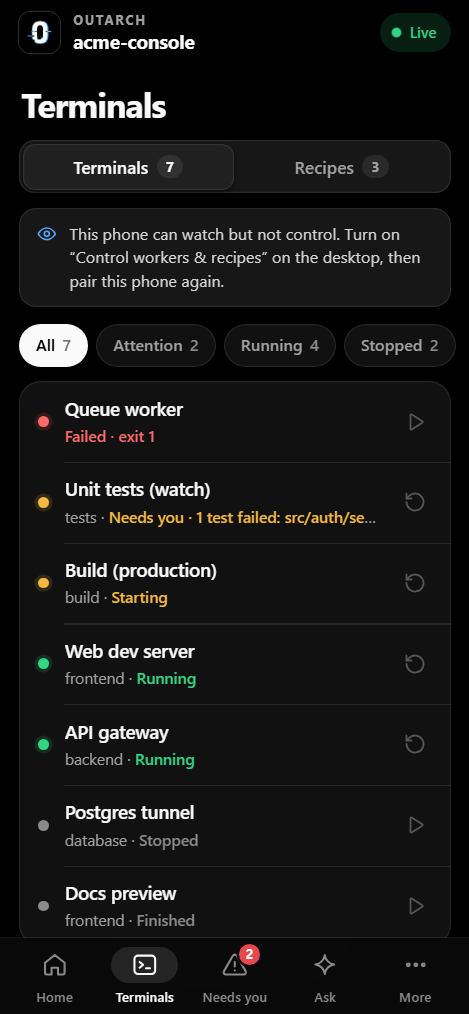 OUTARCH
acme-console
Live
Terminals
Terminals 7
Recipes 3
This phone can watch but not control. Turn on
"Control workers & recipes" on the desktop, then
pair this phone again.
All 7
Attention 2
Running 4
Stopped 2
Queue worker
Failed · exit 1
Unit tests (watch)
tests · Needs you · 1 test failed: src/auth/se...
Build (production)
build · Starting
Web dev server
frontend · Running
API gateway
backend · Running
Postgres tunnel
database · Stopped
Docs preview
frontend · Finished
2
Home
Terminals
Needs you
Ask
More